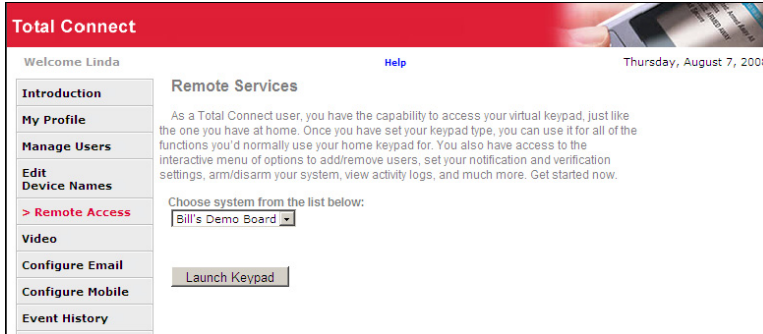 Total Connect
Welcome Linda
Help
Thursday, August 7, 200
Introduction
My Profile
Manage Users
Edit
Device Names
> Remote Access
Video
Configure Email
Configure Mobile
Event History
Remote Services
As a Total Connect user, you have the capability to access your virtual keypad, just like
the one you have at home. Once you have set your keypad type, you can use it for all of the
functions you'd normally use your home keypad for. You also have access to the
interactive menu of options to add/remove users, set your notification and verification
settings, arm/disarm your system, view activity logs, and much more. Get started now.
Choose system from the list below:
Bill's Demo Board
Launch Keypad